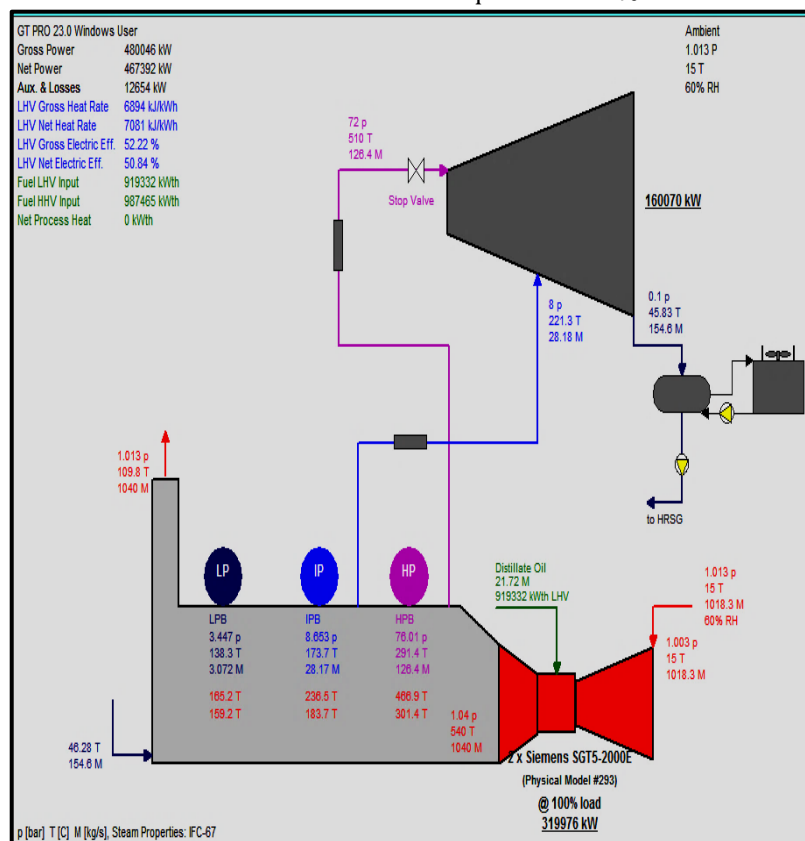 GT PRO 23.0 Windows User
Gross Power 480046 kW
Net Power 467392 kW
Aux. & Losses 12654 kW
LHV Gross Heat Rate 6894 kJ/kWh
LHV Net Heat Rate 7081 kJ/kWh
LHV Gross Electric Eff. 52.22 %
LHV Net Electric Eff. 50.84 %
Fuel LHV Input 919332 kWth
Fuel HHV Input 987465 kWth
Net Process Heat 0 kWth
Ambient
1.013 P
15 T
60% RH
72 p
510 T
126.4 M
Stop Valve
160070 kW
8 p
221.3 T
28.18 M
0.1 p
45.83 T
154.6 M
to HRSG
1.013 p
109.8 T
1040 M
LP
IP
HP
LPB
3.447 p
138.3 T
3.072 M
165.2 T
159.2 T
IPB
8.653 p
173.7 T
28.17 M
236.5 T
183.7 T
HPB
76.01 p
291.4 T
126.4 M
466.9 T
301.4 T
1.04 p
540 T
1040 M
Distillate Oil
21.72 M
919332 kWth LHV
1.013 p
15 T
1018.3 M
60% RH
1.003 p
15 T
1018.3 M
46.28 T
154.6 M
2 x Siemens SGT5-2000E
(Physical Model #293)
@ 100% load
319976 kW
p [bar] T [C] M [kg/s], Steam Properties: IFC-67